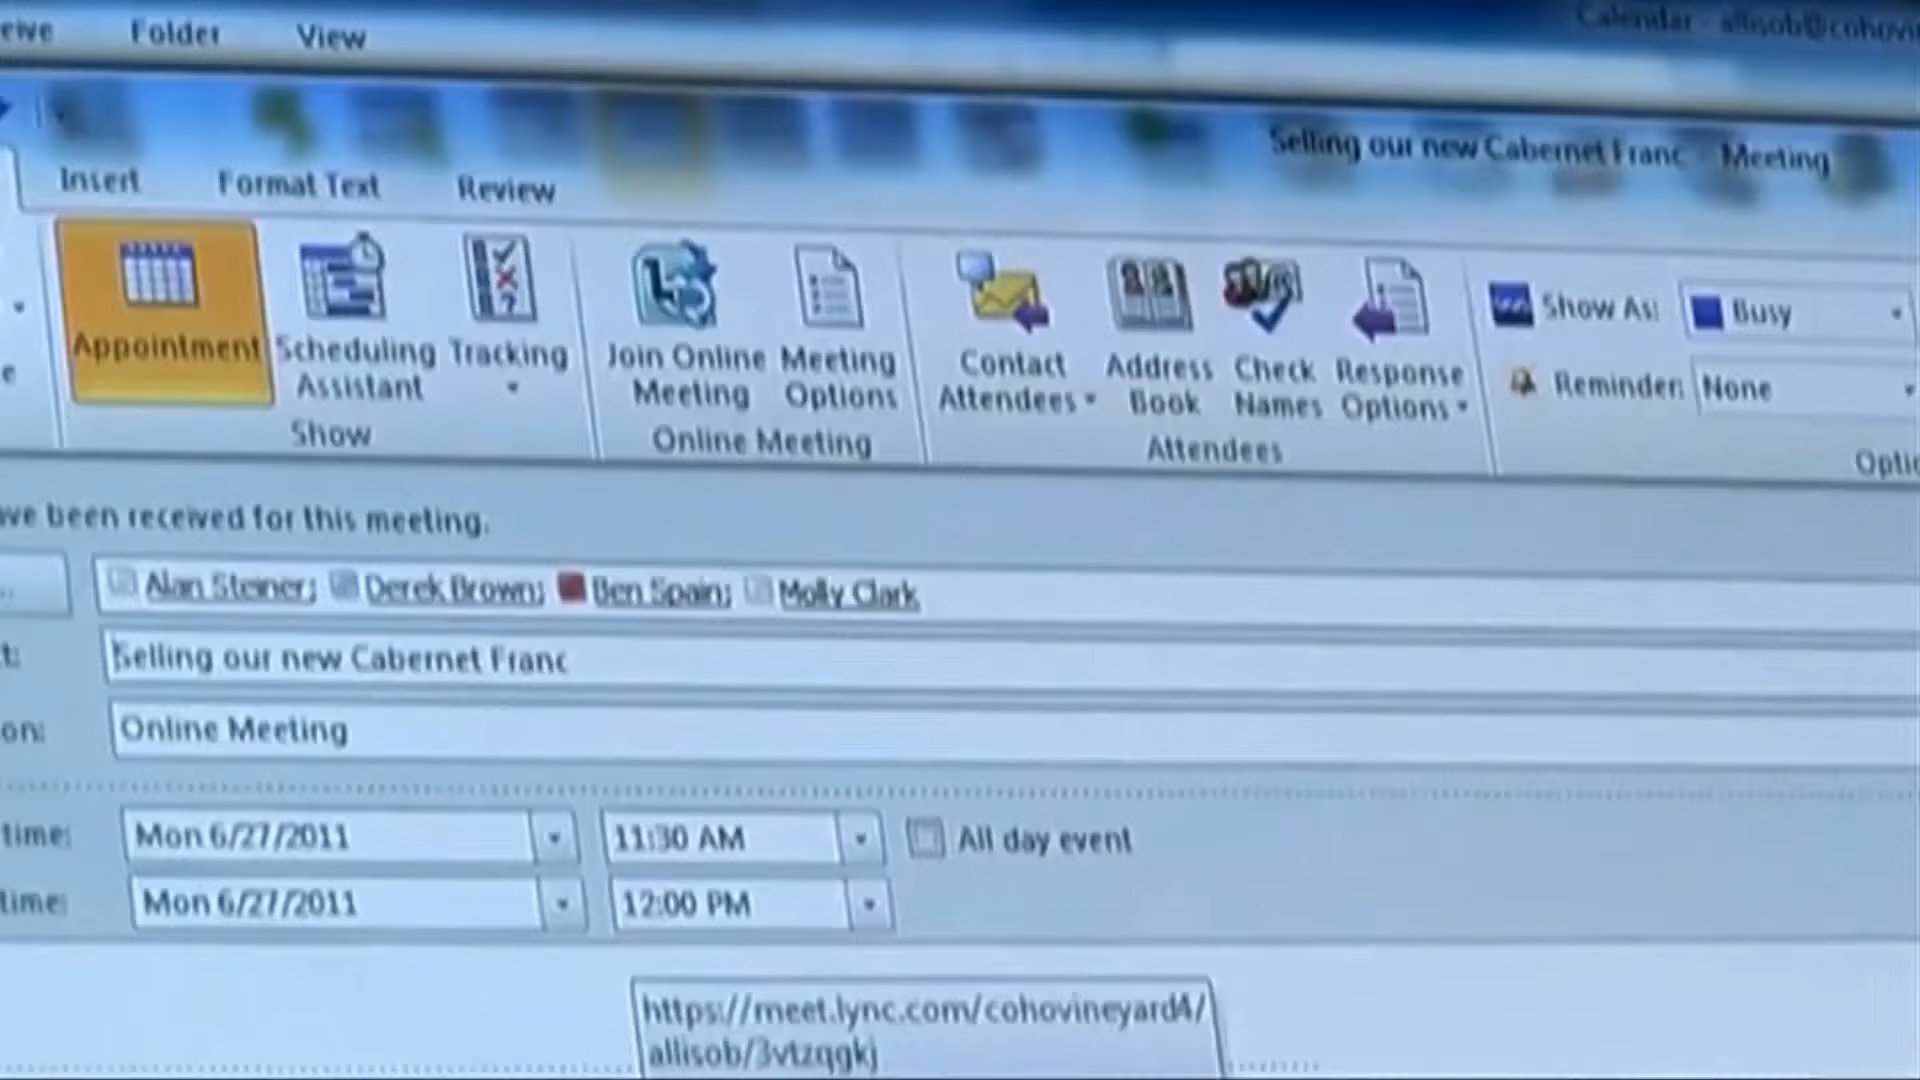 eive Folder View Calendar - allisob@cohovi
Selling our new Cabernet Franc - Meeting
Insert Format Text Review
Appointment Scheduling Assistant Tracking
Join Online Meeting Meeting Options
Contact Attendees Address Book Check Names Response Options
Show As: Busy
Reminder: None
e
Show Online Meeting Attendees Optio
ve been received for this meeting.
Alan Steiner; Derek Brown; Ben Spain; Molly Clark
t: Selling our new Cabernet Franc
on: Online Meeting
time: Mon 6/27/2011 11:30 AM All day event
time: Mon 6/27/2011 12:00 PM
https://meet.lync.com/cohovineyard4/
allisob/3vtzqgkj